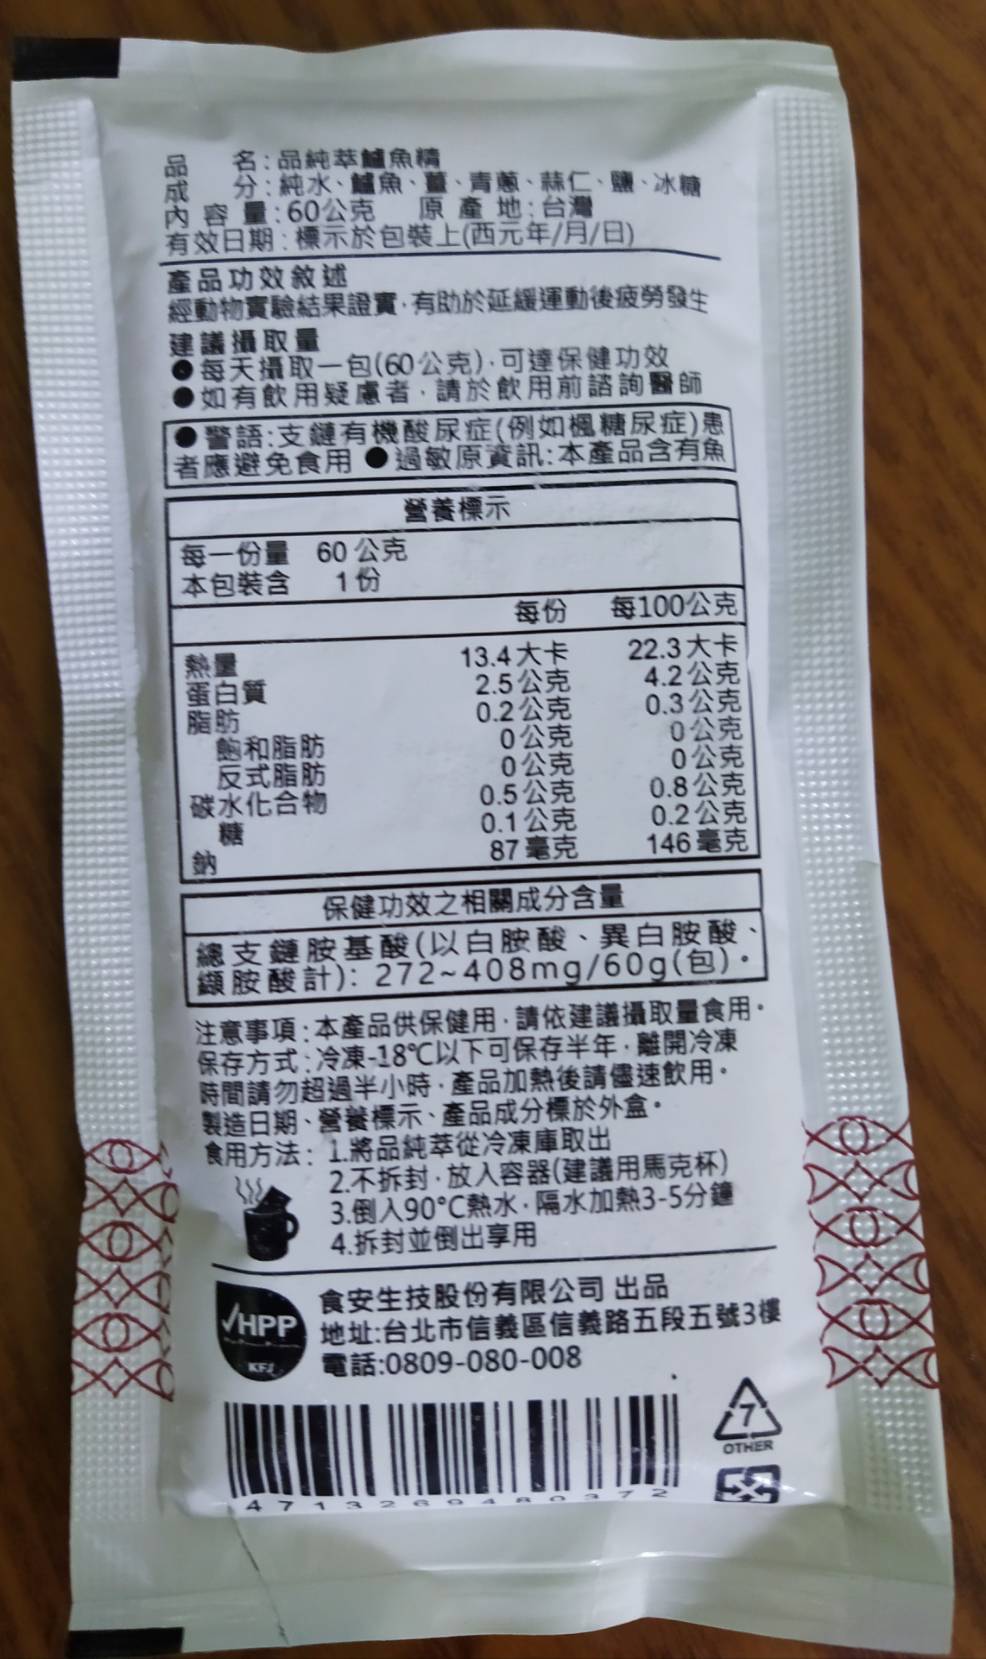 品　　名：品純萃鱸魚精
成　　分：純水、鱸魚、薑、青蔥、蒜仁、鹽、冰糖
內容量：60公克　原產地：台灣
有效日期：標示於包裝上(西元年/月/日)
產品功效敘述
經動物實驗結果證實，有助於延緩運動後疲勞發生
建議攝取量
●每天攝取一包(60公克)，可達保健功效
●如有飲用疑慮者，請於飲用前諮詢醫師
●警語:支鏈有機酸尿症(例如楓糖尿症)患
者應避免食用 ●過敏原資訊:本產品含有魚
營養標示
每一份量　60 公克
本包裝含　1 份
每份　每100公克
熱量　13.4 大卡　22.3 大卡
蛋白質　2.5 公克　4.2 公克
脂肪　0.2 公克　0.3 公克
飽和脂肪　0 公克　0 公克
反式脂肪　0 公克　0 公克
碳水化合物　0.5 公克　0.8 公克
糖　0.1 公克　0.2 公克
鈉　87 毫克　146 毫克
保健功效之相關成分含量
總支鏈胺基酸(以白胺酸、異白胺酸、
纈胺酸計)：272~408mg/60g(包)。
注意事項：本產品供保健用，請依建議攝取量食用。
保存方式：冷凍-18℃以下可保存半年，離開冷凍
時間請勿超過半小時，產品加熱後請儘速飲用。
製造日期、營養標示、產品成分標於外盒。
食用方法：1.將品純萃從冷凍庫取出
2.不拆封，放入容器(建議用馬克杯)
3.倒入90°C熱水，隔水加熱3-5分鐘
4.拆封並倒出享用
√HPP
KFJ
食安生技股份有限公司 出品
地址:台北市信義區信義路五段五號3樓
電話:0809-080-008
7
OTHER
4713269480372